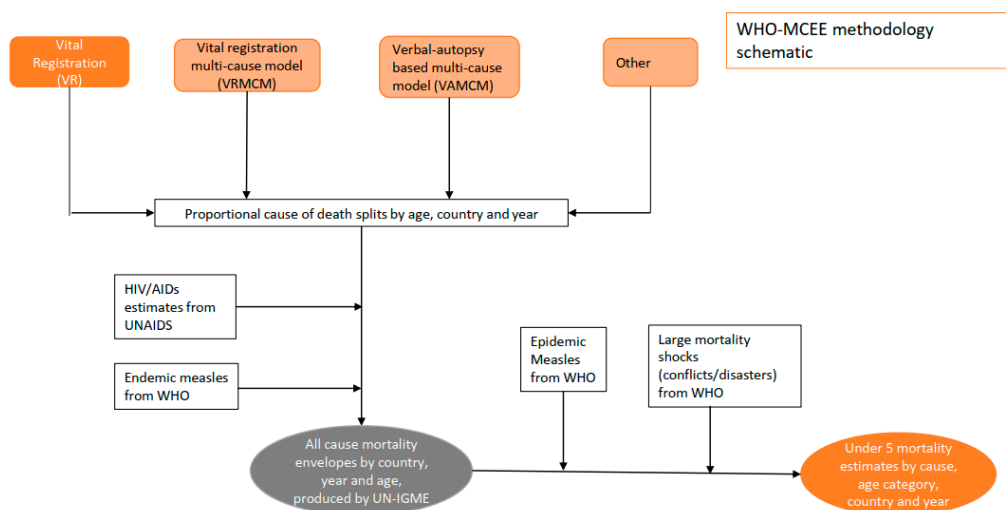 WHO-MCEE methodology
schematic
Vital
Registration
(VR)
Vital registration
multi-cause model
(VRMCM)
Verbal-autopsy
based multi-cause
model (VAMCM)
Other
Proportional cause of death splits by age, country and year
HIV/AIDs
estimates from
UNAIDS
Endemic measles
from WHO
Epidemic
Measles
from WHO
Large mortality
shocks
(conflicts/disasters)
from WHO
All cause mortality
envelopes by country,
year and age,
produced by UN-IGME
Under 5 mortality
estimates by cause,
age category,
country and year